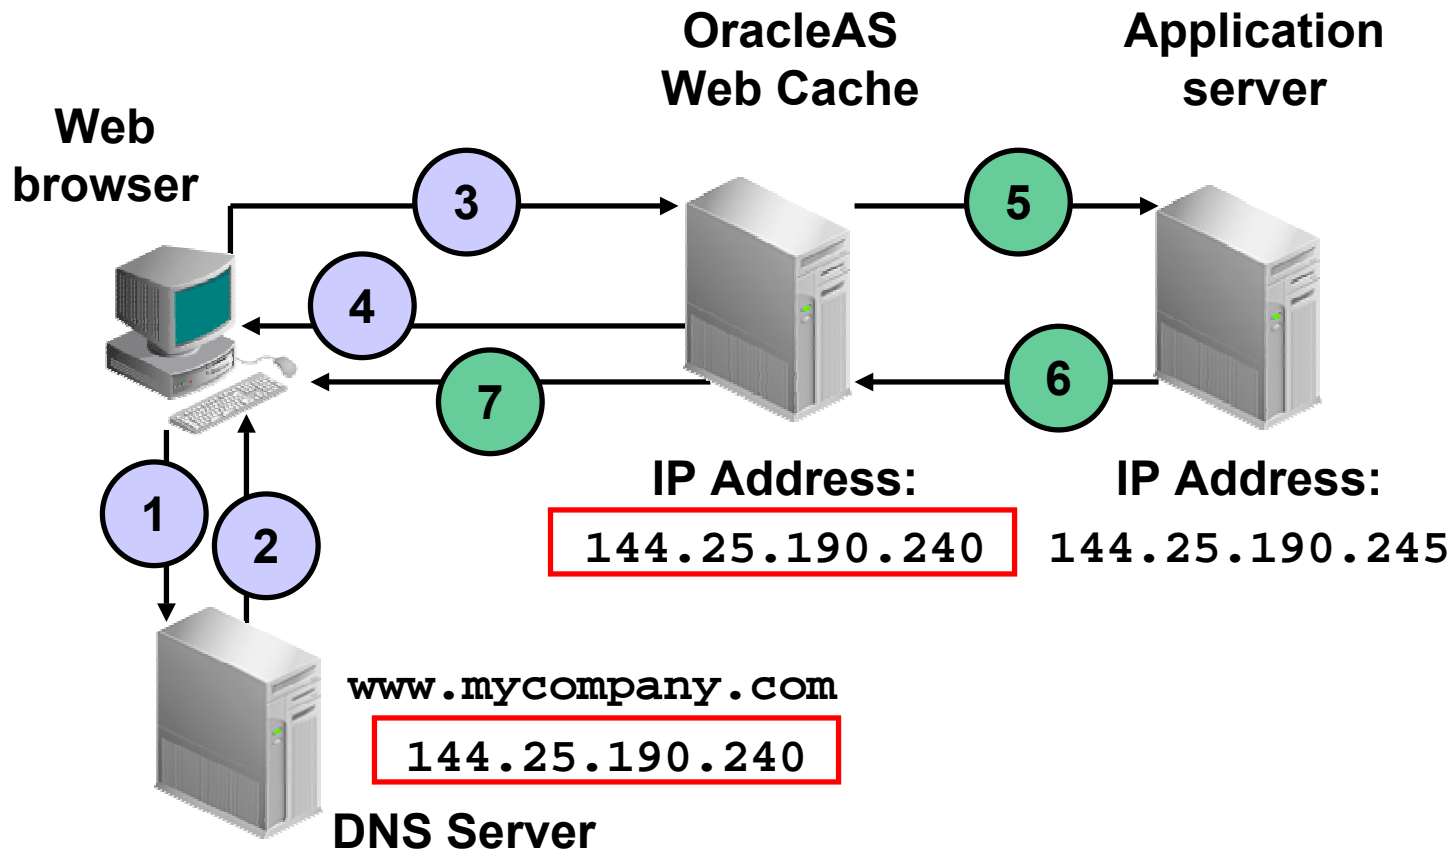 OracleAS
Web Cache
Application
server
Web
browser
3
5
4
7
6
IP Address:
144.25.190.240
IP Address:
144.25.190.245
1
2
www.mycompany.com
144.25.190.240
DNS Server